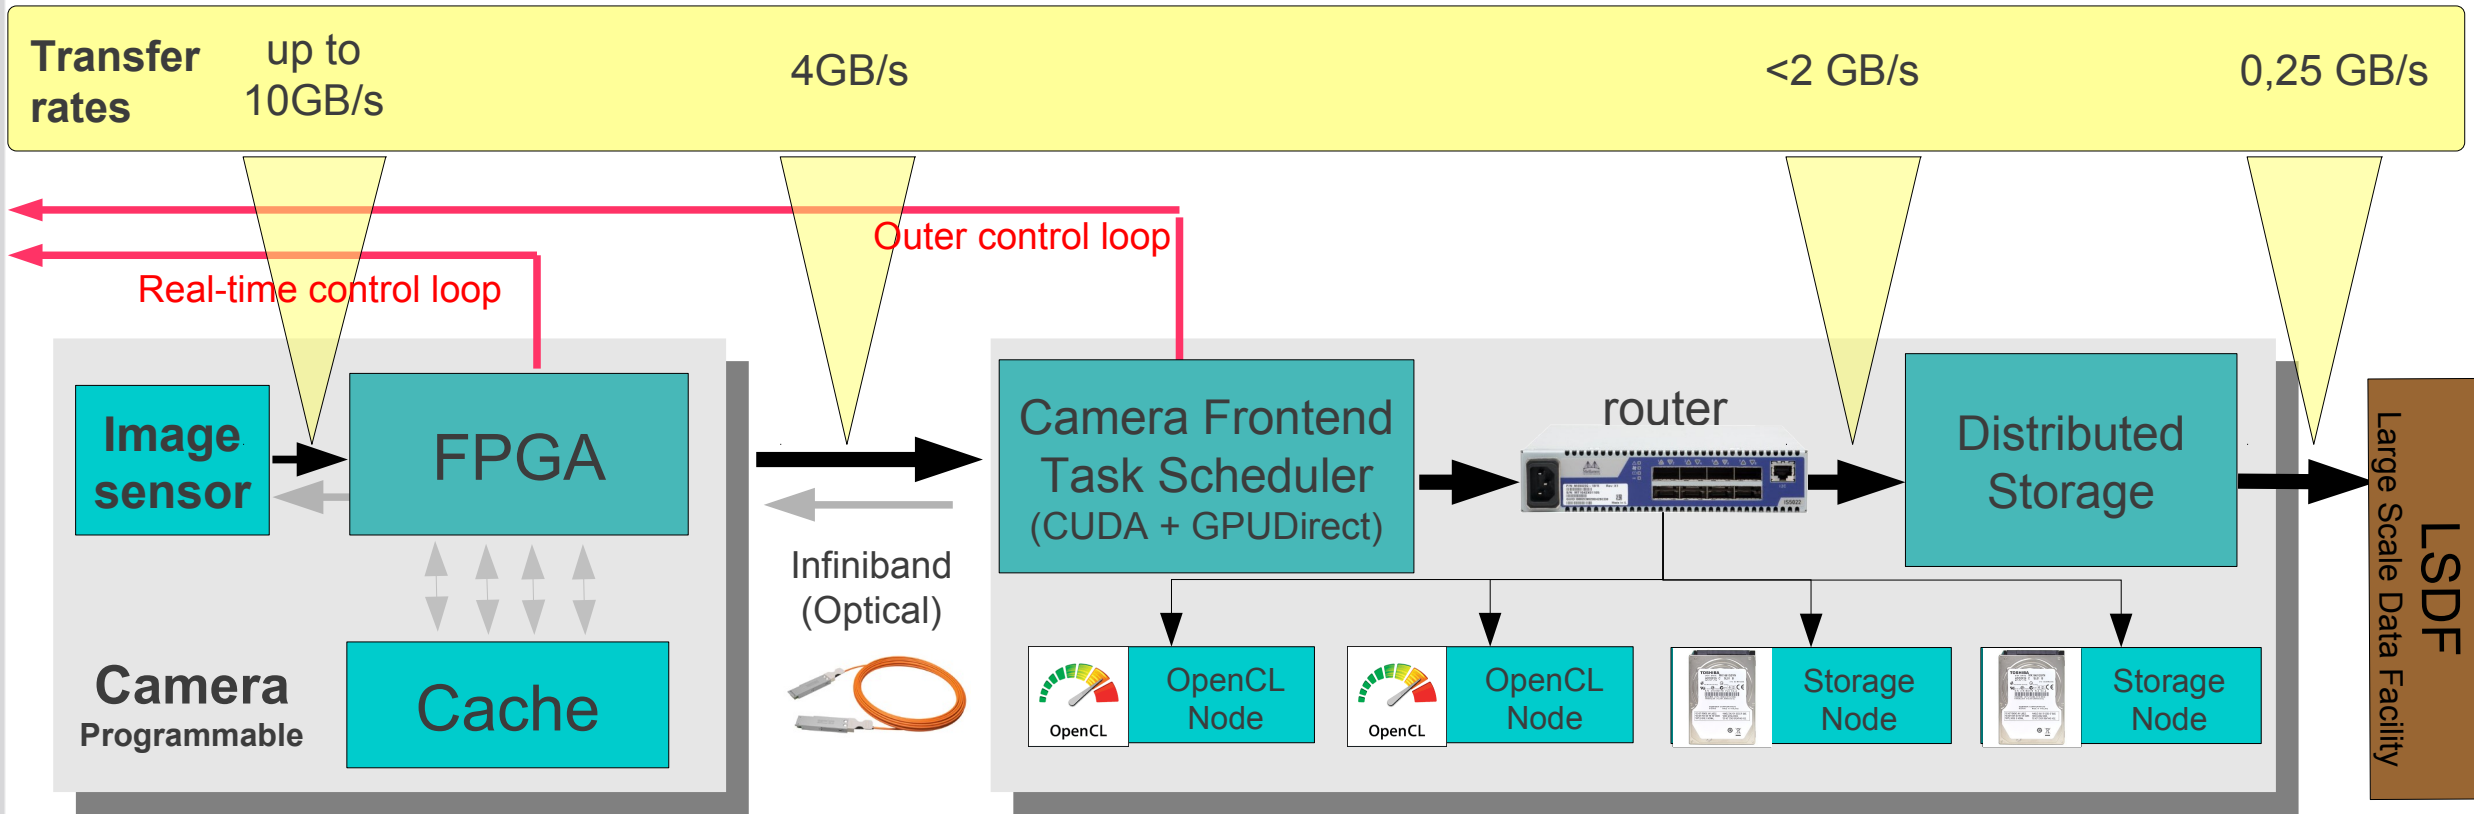 Transfer
rates
up to
10GB/s
4GB/s
<2 GB/s
0,25 GB/s
Outer control loop
Real-time control loop
Image
sensor
FPGA
Cache
Camera
Programmable
Infiniband
(Optical)
Camera Frontend
Task Scheduler
(CUDA + GPUDirect)
router
Distributed
Storage
OpenCL
OpenCL
Node
OpenCL
OpenCL
Node
TOSHIBA
Storage
Node
TOSHIBA
Storage
Node
LSDF
Large Scale Data Facility